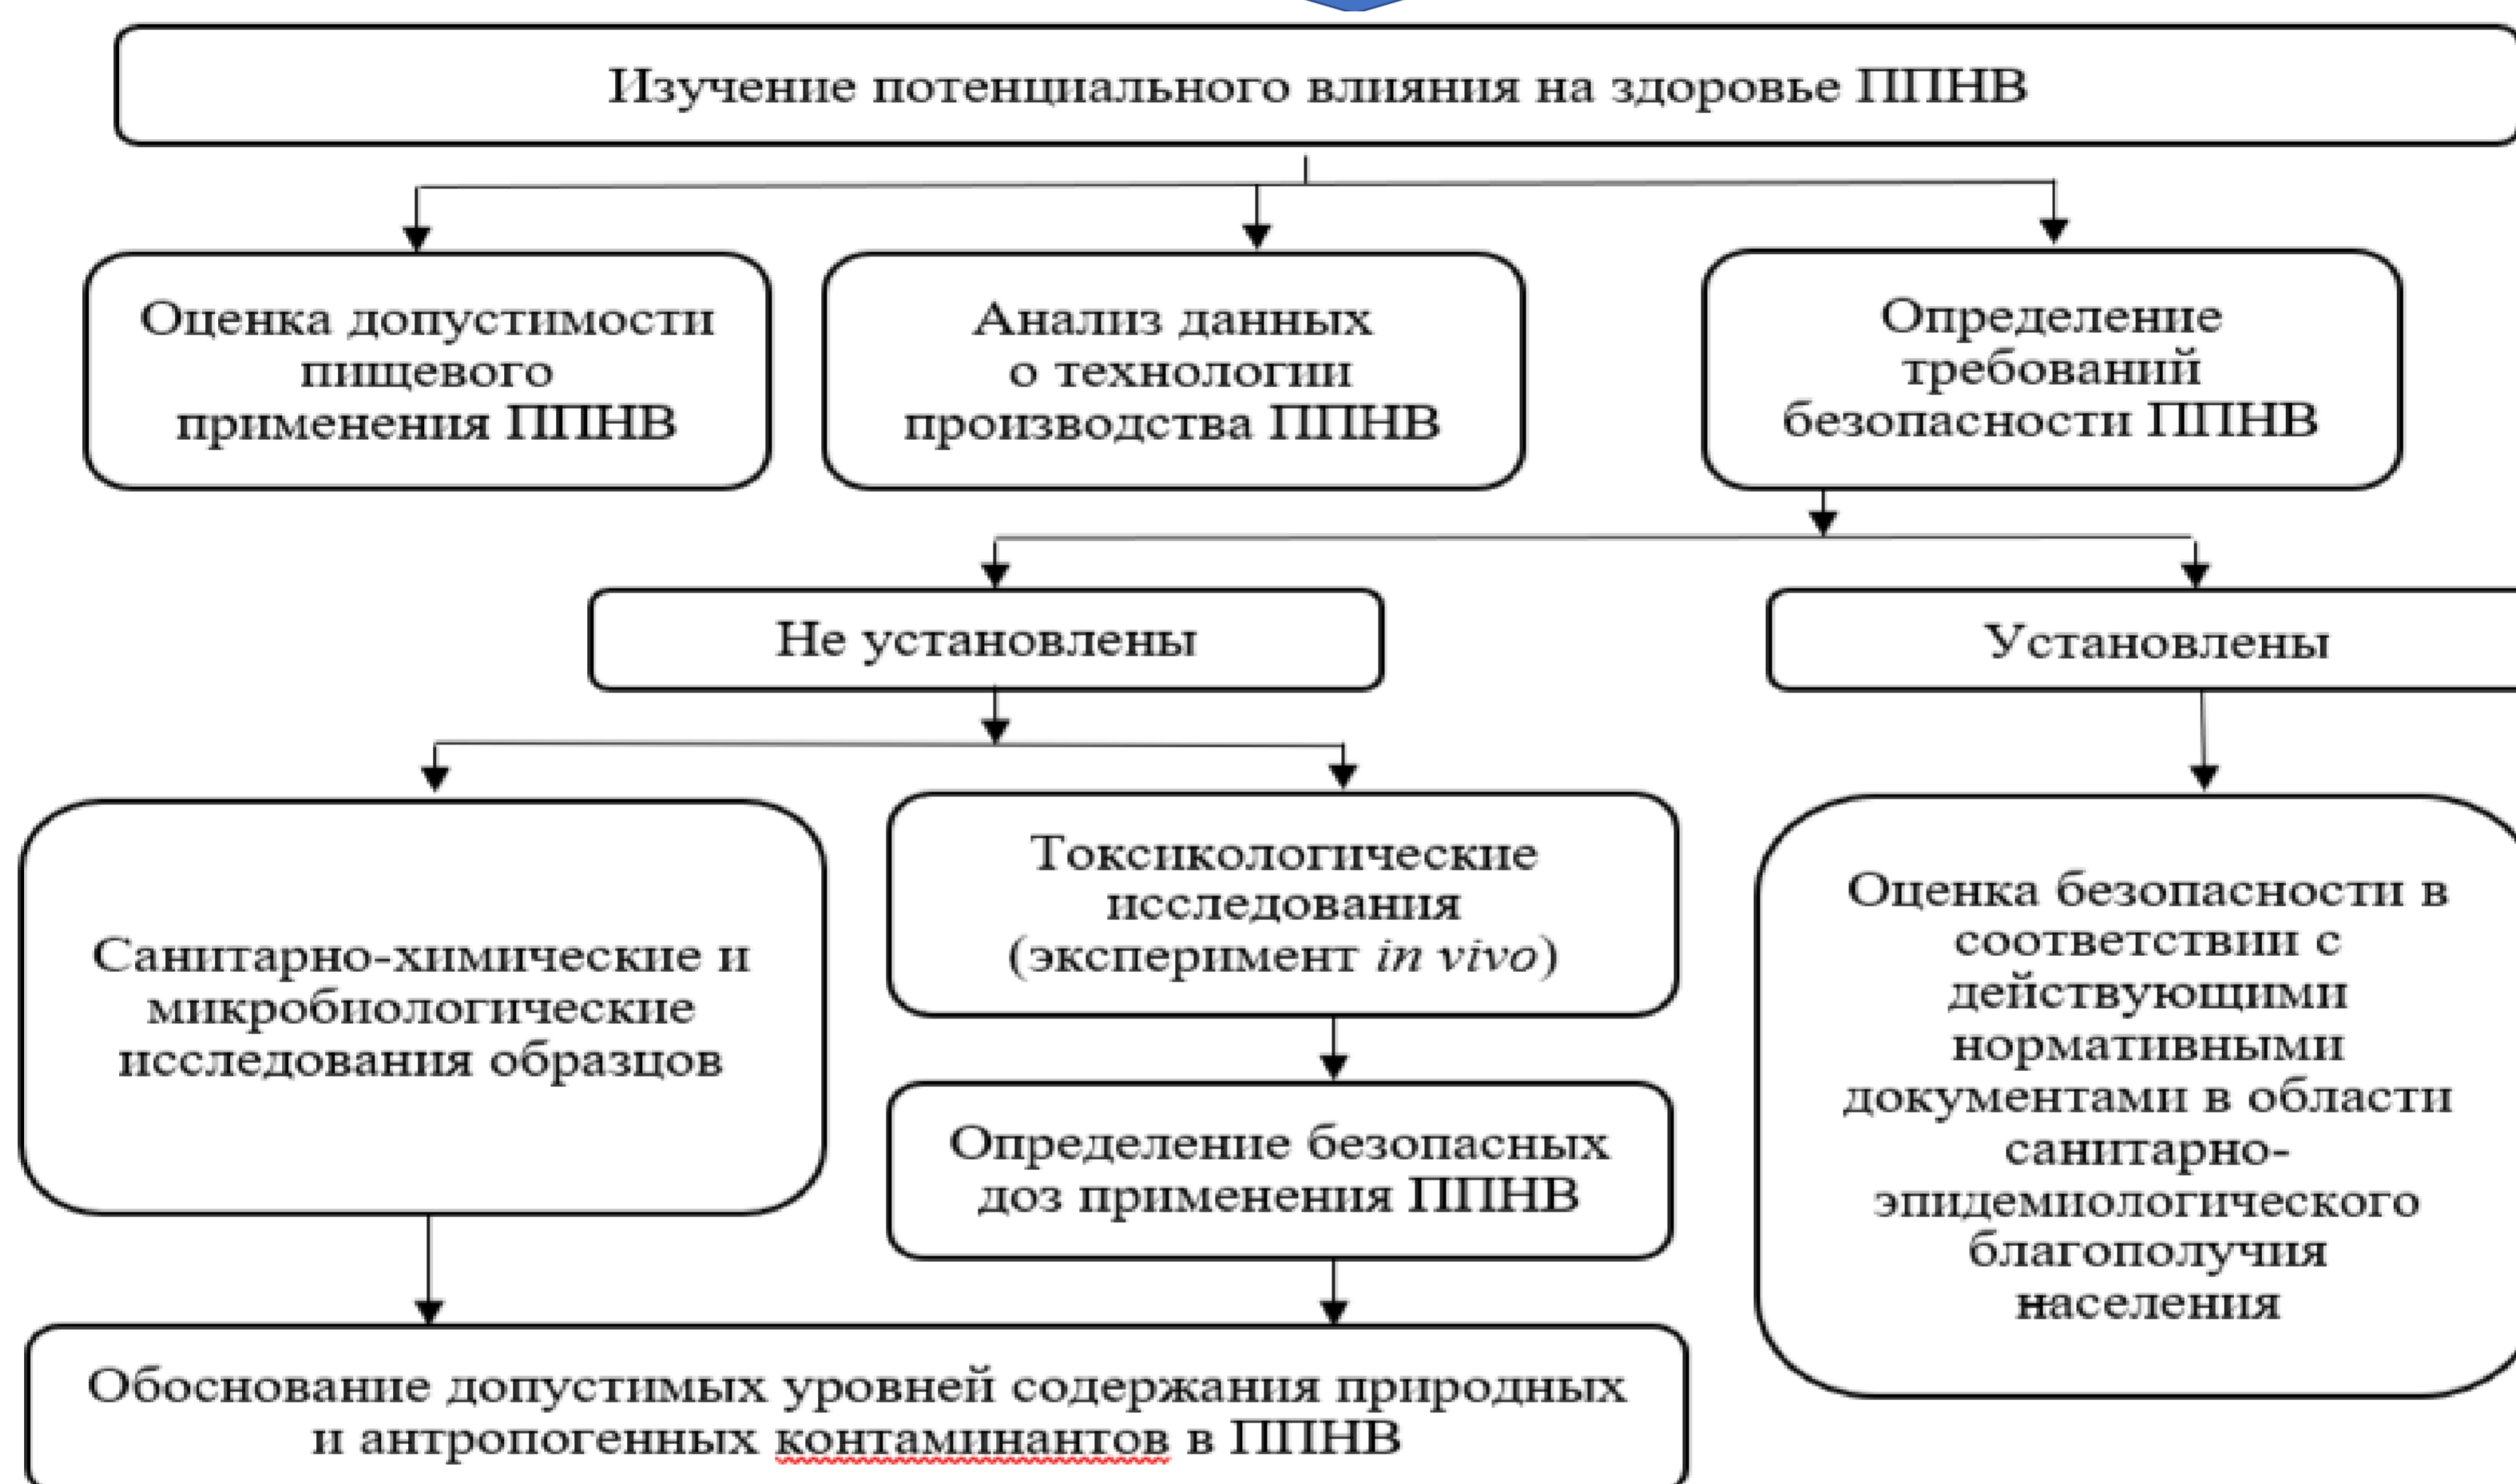 Изучение потенциального влияния на здоровье ППНВ
Оценка допустимости
пищевого
применения ППНВ
Анализ данных
о технологии
производства ППНВ
Определение
требований
безопасности ППНВ
Не установлены
Установлены
Санитарно-химические и
микробиологические
исследования образцов
Токсикологические
исследования
(эксперимент in vivo)
Определение безопасных
доз применения ППНВ
Оценка безопасности в
соответствии с
действующими
нормативными
документами в области
санитарно-
эпидемиологического
благополучия
населения
Обоснование допустимых уровней содержания природных
и антропогенных контаминантов в ППНВ